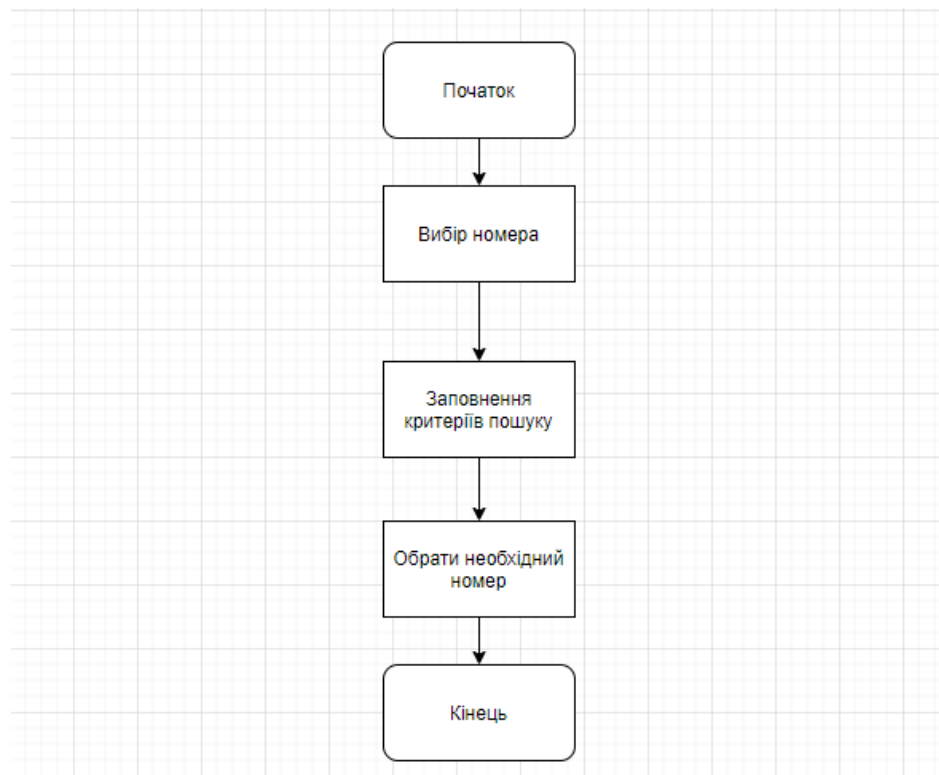 Початок
Вибір номера
Заповнення
критеріїв пошуку
Обрати необхідний
номер
Кінець